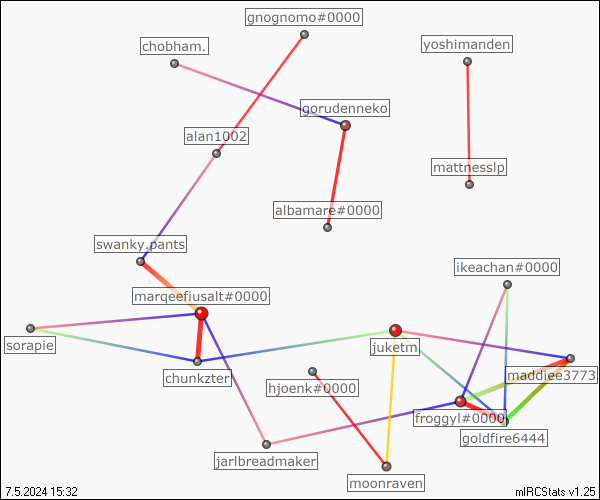 gnognomo#0000
chobham.
yoshimanden
gorudenneko
alan1002
mattnesslp
albamare#0000
swanky.pants
ikeachan#0000
marqeefiusalt#0000
sorapie
juketm
chunkzter
maddiee3773
hjoenk#0000
froggyl#0000
goldfire6444
jarlbreadmaker
moonraven
7.5.2024 15:32
mIRCStats v1.25